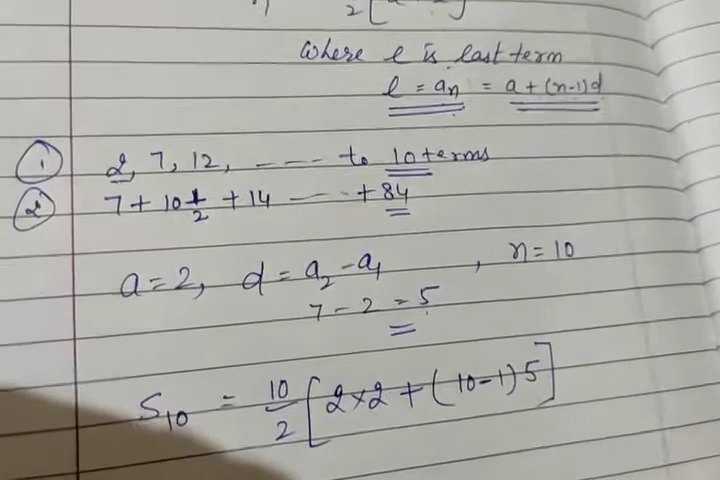 2 [
where l is last term
l = an = a + (n-1)d
① 2, 7, 12, ---- to 10 terms
② 7 + 10 1/2 + 14 --- + 84
a = 2, d = a2 - a1, n = 10
7 - 2 = 5
S10 = 10/2 [2×2 + (10-1)5]